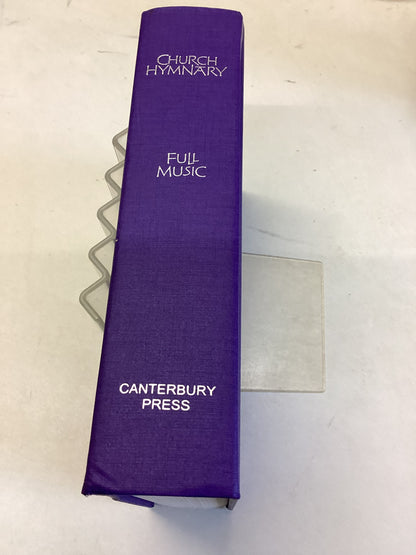 CHURCH
HYMNARY
FULL
MUSIC
CANTERBURY
PRESS